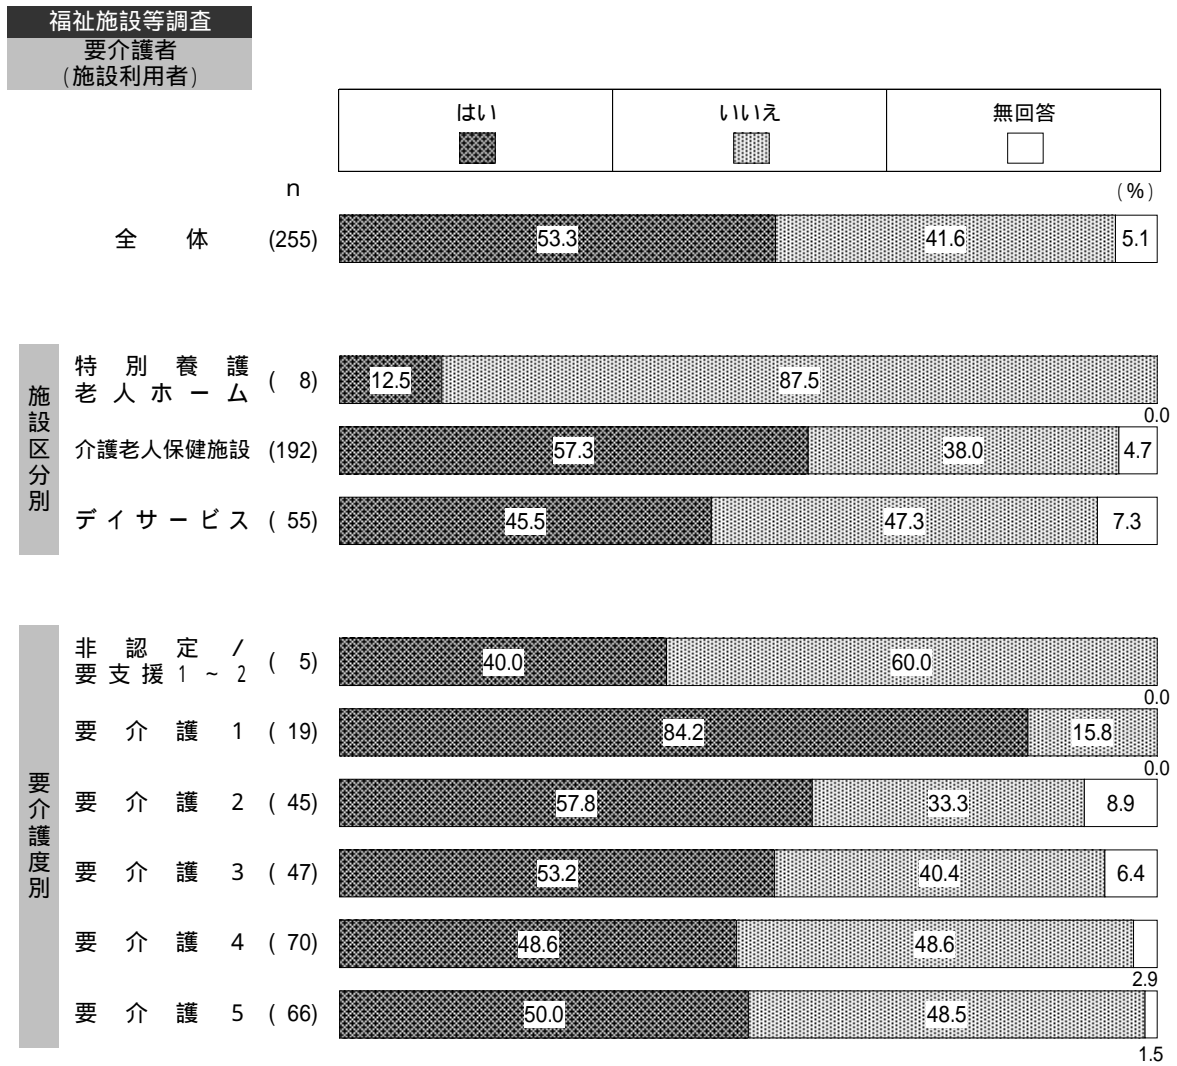 福祉施設等調査
要介護者
(施設利用者)
はい いいえ 無回答
n (%)
全体 (255) 53.3 41.6 5.1
施設区分別
特別養護
老人ホーム ( 8) 12.5 87.5
0.0
介護老人保健施設 (192) 57.3 38.0 4.7
デイサービス ( 55) 45.5 47.3 7.3
要介護度別
非認定/
要支援1~2 ( 5) 40.0 60.0
0.0
要介護1 ( 19) 84.2 15.8
0.0
要介護2 ( 45) 57.8 33.3 8.9
要介護3 ( 47) 53.2 40.4 6.4
要介護4 ( 70) 48.6 48.6
2.9
要介護5 ( 66) 50.0 48.5
1.5